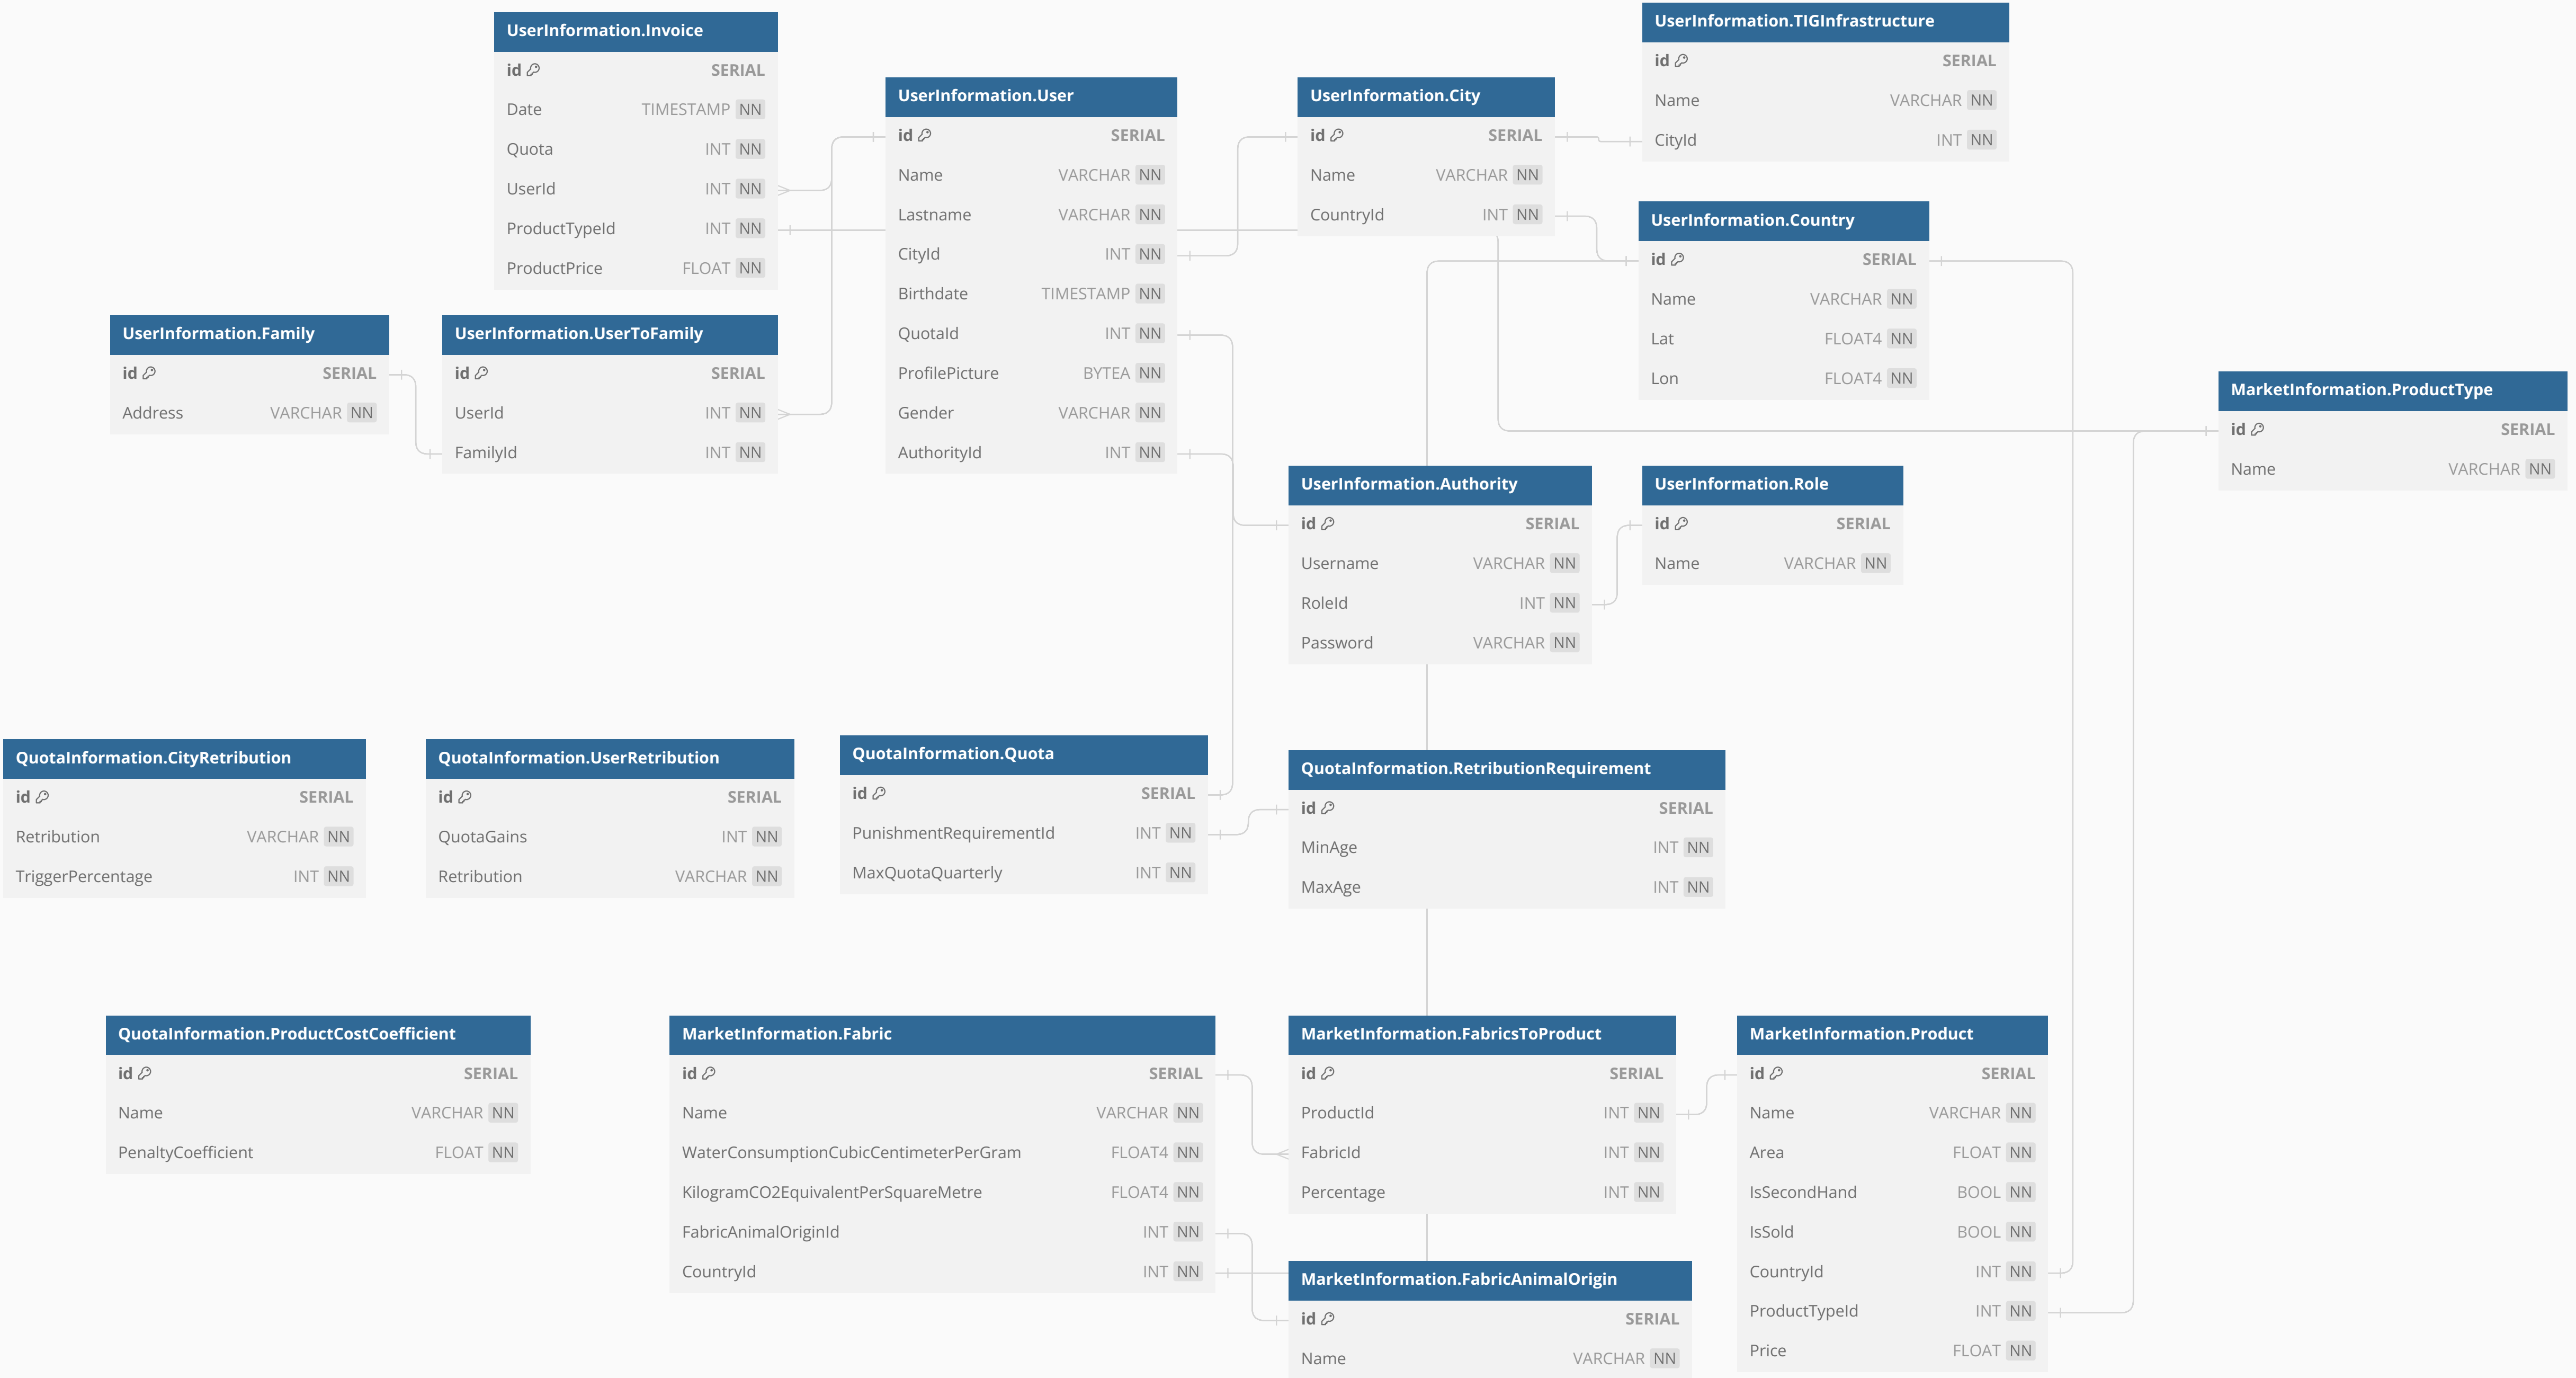 UserInformation.Invoice
id SERIAL
Date TIMESTAMP NN
Quota INT NN
UserId INT NN
ProductTypeId INT NN
ProductPrice FLOAT NN
UserInformation.User
id SERIAL
Name VARCHAR NN
Lastname VARCHAR NN
CityId INT NN
Birthdate TIMESTAMP NN
QuotaId INT NN
ProfilePicture BYTEA NN
Gender VARCHAR NN
AuthorityId INT NN
UserInformation.City
id SERIAL
Name VARCHAR NN
CountryId INT NN
UserInformation.TIGInfrastructure
id SERIAL
Name VARCHAR NN
CityId INT NN
UserInformation.Country
id SERIAL
Name VARCHAR NN
Lat FLOAT4 NN
Lon FLOAT4 NN
UserInformation.Family
id SERIAL
Address VARCHAR NN
UserInformation.UserToFamily
id SERIAL
UserId INT NN
FamilyId INT NN
MarketInformation.ProductType
id SERIAL
Name VARCHAR NN
UserInformation.Authority
id SERIAL
Username VARCHAR NN
RoleId INT NN
Password VARCHAR NN
UserInformation.Role
id SERIAL
Name VARCHAR NN
QuotaInformation.CityRetribution
id SERIAL
Retribution VARCHAR NN
TriggerPercentage INT NN
QuotaInformation.UserRetribution
id SERIAL
QuotaGains INT NN
Retribution VARCHAR NN
QuotaInformation.Quota
id SERIAL
PunishmentRequirementId INT NN
MaxQuotaQuarterly INT NN
QuotaInformation.RetributionRequirement
id SERIAL
MinAge INT NN
MaxAge INT NN
QuotaInformation.ProductCostCoefficient
id SERIAL
Name VARCHAR NN
PenaltyCoefficient FLOAT NN
MarketInformation.Fabric
id SERIAL
Name VARCHAR NN
WaterConsumptionCubicCentimeterPerGram FLOAT4 NN
KilogramCO2EquivalentPerSquareMetre FLOAT4 NN
FabricAnimalOriginId INT NN
CountryId INT NN
MarketInformation.FabricsToProduct
id SERIAL
ProductId INT NN
FabricId INT NN
Percentage INT NN
MarketInformation.FabricAnimalOrigin
id SERIAL
Name VARCHAR NN
MarketInformation.Product
id SERIAL
Name VARCHAR NN
Area FLOAT NN
IsSecondHand BOOL NN
IsSold BOOL NN
CountryId INT NN
ProductTypeId INT NN
Price FLOAT NN